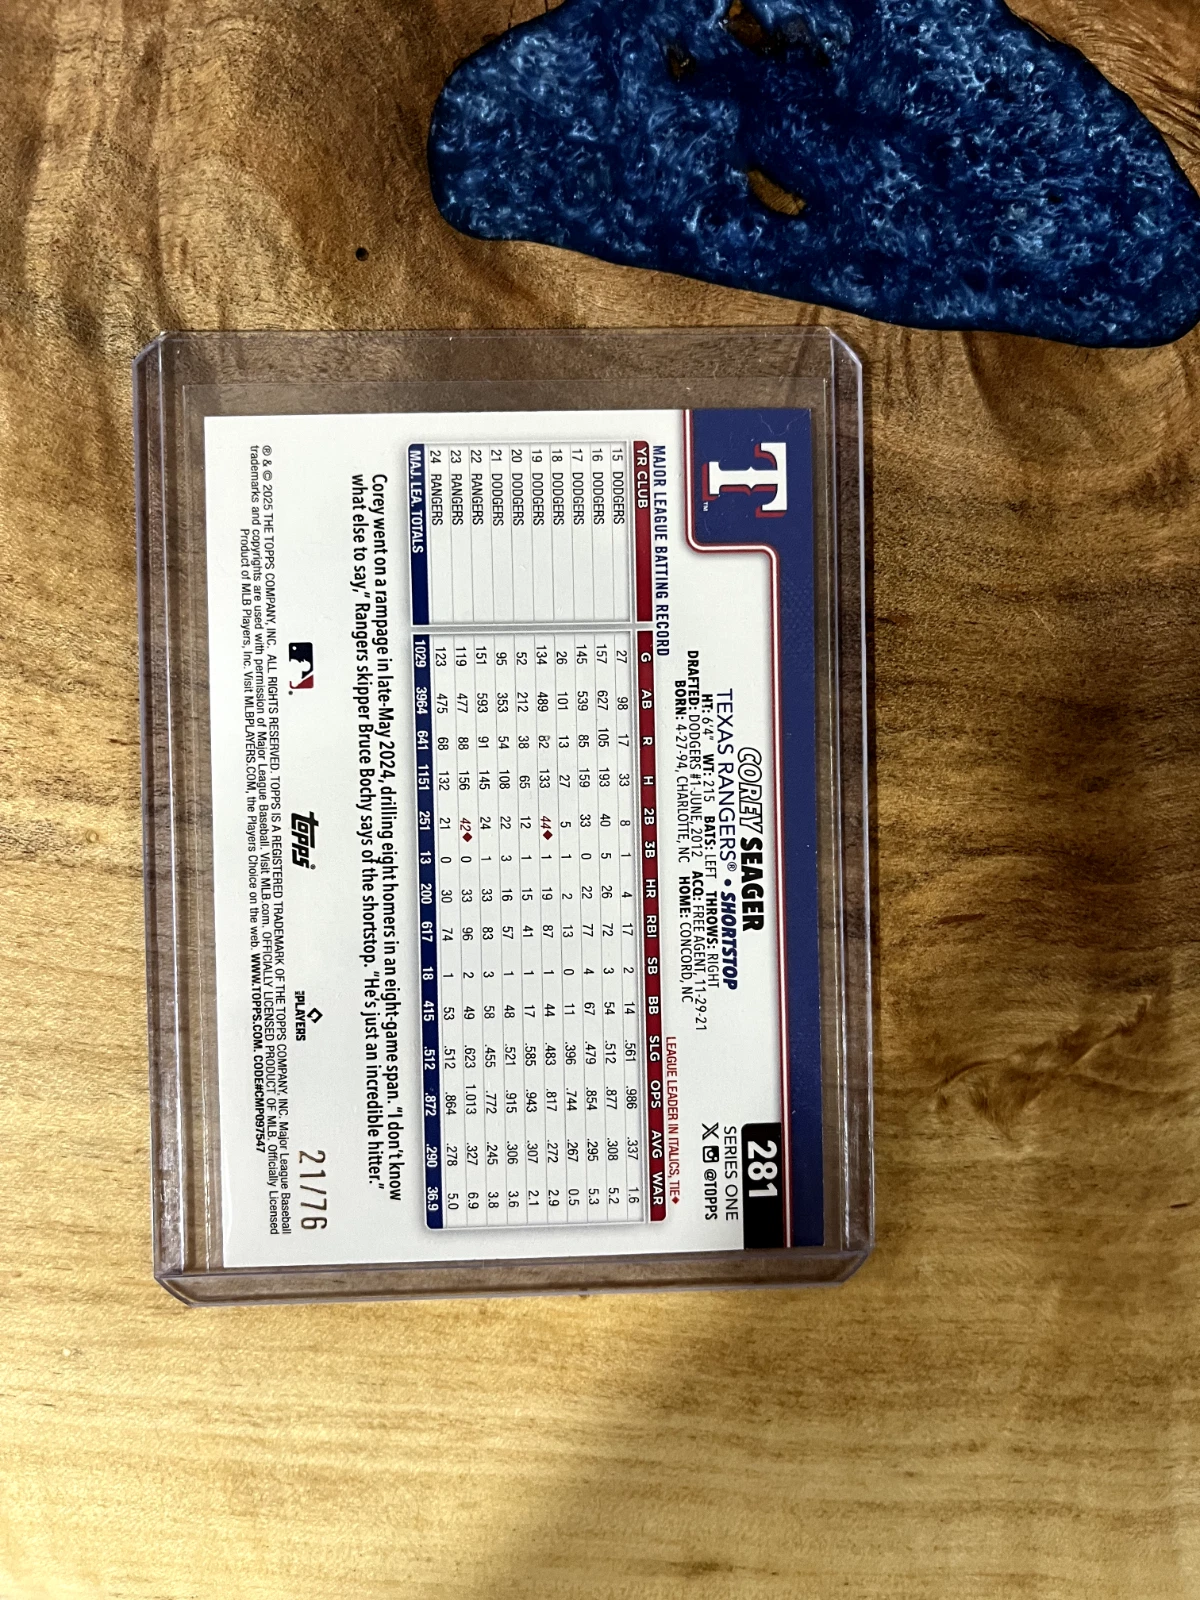 T
TM
281
COREY SEAGER
SERIES ONE
TEXAS RANGERS® • SHORTSTOP
@TOPPS
HT: 6'4" WT: 215 BATS: LEFT THROWS: RIGHT
DRAFTED: DODGERS #1-JUNE, 2012 ACQ: FREE AGENT, 11-29-21
BORN: 4-27-94, CHARLOTTE, NC HOME: CONCORD, NC
MAJOR LEAGUE BATTING RECORD
LEAGUE LEADER IN ITALICS, TIE♦
YR CLUB G AB R H 2B 3B HR RBI SB BB SLG OPS AVG WAR
15 DODGERS 27 98 17 33 8 1 4 17 2 14 .561 .986 .337 1.6
16 DODGERS 157 627 105 193 40 5 26 72 3 54 .512 .877 .308 5.2
17 DODGERS 145 539 85 159 33 0 22 77 4 67 .479 .854 .295 5.3
18 DODGERS 26 101 13 27 5 1 2 13 0 11 .396 .744 .267 0.5
19 DODGERS 134 489 82 133 44♦ 1 19 87 1 44 .483 .817 .272 2.9
20 DODGERS 52 212 38 65 12 1 15 41 1 17 .585 .943 .307 2.1
21 DODGERS 95 353 54 108 22 3 16 57 1 48 .521 .915 .306 3.6
22 RANGERS 151 593 91 145 24 1 33 83 3 58 .455 .772 .245 3.8
23 RANGERS 119 477 88 156 42♦ 0 33 96 2 49 .623 1.013 .327 6.9
24 RANGERS 123 475 68 132 21 0 30 74 1 53 .512 .864 .278 5.0
MAJ. LEA. TOTALS 1029 3964 641 1151 251 13 200 617 18 415 .512 .872 .290 36.9
Corey went on a rampage in late-May 2024, drilling eight homers in an eight-game span. "I don't know
what else to say," Rangers skipper Bruce Bochy says of the shortstop. "He's just an incredible hitter."
topps®
PLAYERS
21/76
® & © 2025 THE TOPPS COMPANY, INC. ALL RIGHTS RESERVED. TOPPS IS A REGISTERED TRADEMARK OF THE TOPPS COMPANY, INC. Major League Baseball
trademarks and copyrights are used with permission of Major League Baseball. Visit MLB.com. OFFICIALLY LICENSED PRODUCT OF MLB. Officially Licensed
Product of MLB Players, Inc. Visit MLBPLAYERS.COM, the Players Choice on the web. WWW.TOPPS.COM. CODE#CMP097547